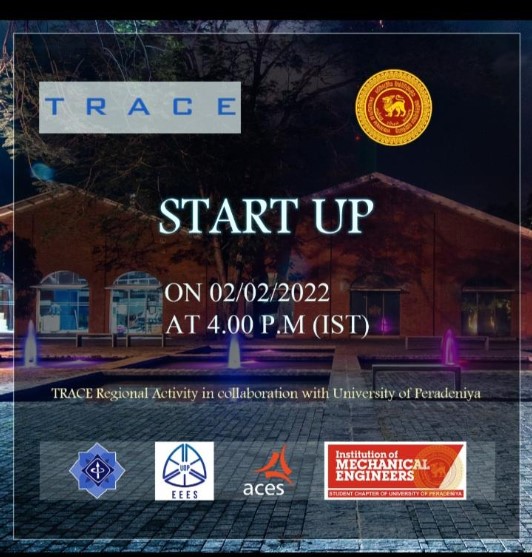 TRACE
START UP
ON 02/02/2022
AT 4.00 P.M (IST)
TRACE Regional Activity in collaboration with University of Peradeniya
UOP
EEES
aces
Institution of
MECHANICAL
ENGINEERS
STUDENT CHAPTER OF UNIVERSITY OF PERADENIYA